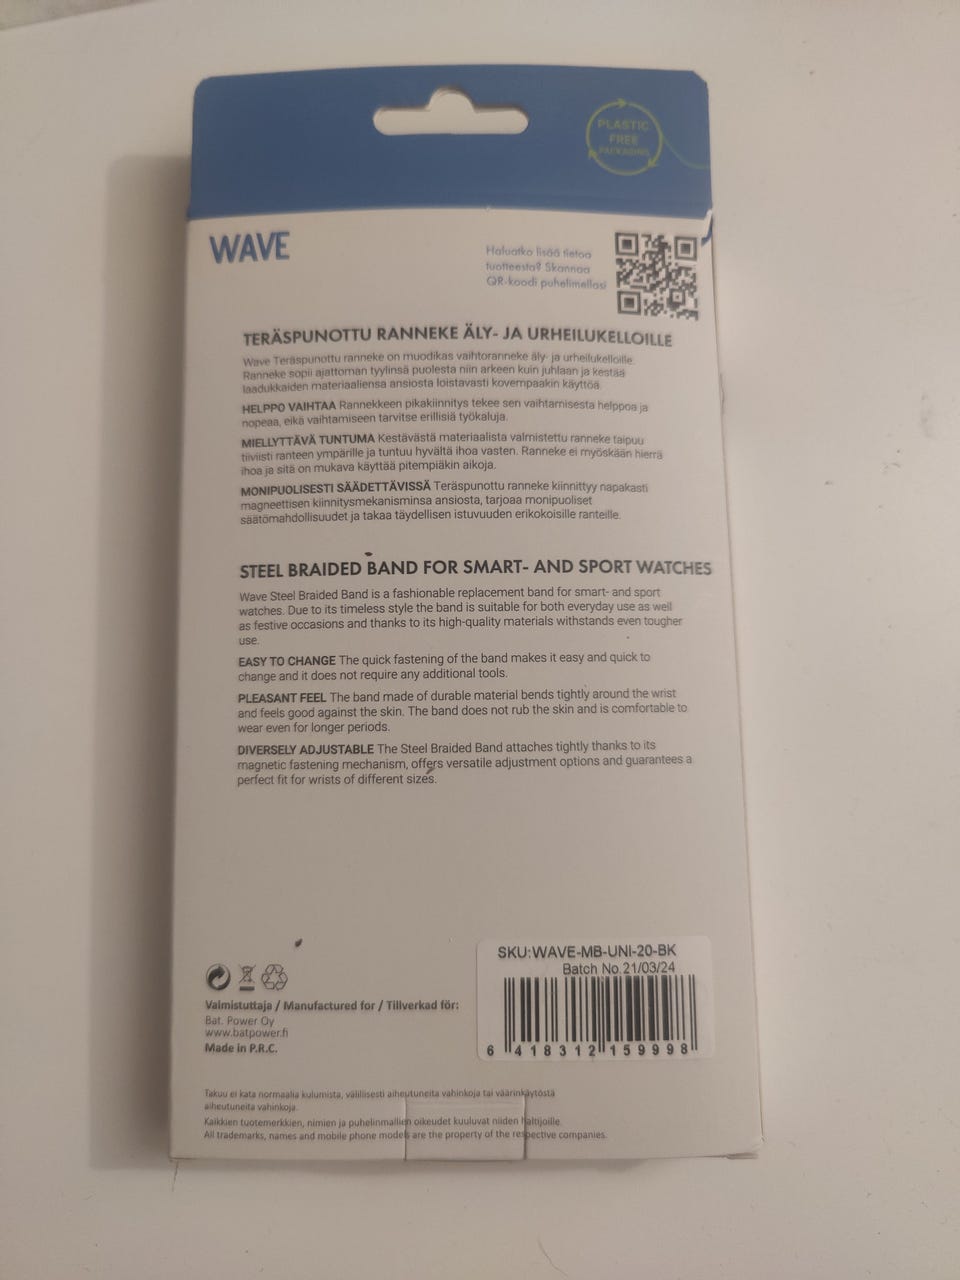 PLASTIC
FREE
PACKAGING
WAVE
Haluatko lisää tietoa
tuotteesta? Skannaa
QR-koodi puhelimellasi
TERÄSPUNOTTU RANNEKE ÄLY- JA URHEILUKELLOILLE
Wave Teräspunottu ranneke on muodikas vaihtoranneke äly- ja urheilukelloille.
Ranneke sopii ajattoman tyylinsä puolesta niin arkeen kuin juhlaan ja kestää
laadukkaiden materiaaliensa ansiosta loistavasti kovempaakin käyttöä.
HELPPO VAIHTAA Rannekkeen pikakiinnitys tekee sen vaihtamisesta helppoa ja
nopeaa, eikä vaihtamiseen tarvitse erillisiä työkaluja.
MIELLYTTÄVÄ TUNTUMA Kestävästä materiaalista valmistettu ranneke taipuu
tiiviisti ranteen ympärille ja tuntuu hyvältä ihoa vasten. Ranneke ei myöskään hierrä
ihoa ja sitä on mukava käyttää pitempiäkin aikoja.
MONIPUOLISESTI SÄÄDETTÄVISSÄ Teräspunottu ranneke kiinnittyy napakasti
magneettisen kiinnitysmekanisminsa ansiosta, tarjoaa monipuoliset
säätömahdollisuudet ja takaa täydellisen istuvuuden erikokoisille ranteille.
STEEL BRAIDED BAND FOR SMART- AND SPORT WATCHES
Wave Steel Braided Band is a fashionable replacement band for smart- and sport
watches. Due to its timeless style the band is suitable for both everyday use as well
as festive occasions and thanks to its high-quality materials withstands even tougher
use.
EASY TO CHANGE The quick fastening of the band makes it easy and quick to
change and it does not require any additional tools.
PLEASANT FEEL The band made of durable material bends tightly around the wrist
and feels good against the skin. The band does not rub the skin and is comfortable to
wear even for longer periods.
DIVERSELY ADJUSTABLE The Steel Braided Band attaches tightly thanks to its
magnetic fastening mechanism, offers versatile adjustment options and guarantees a
perfect fit for wrists of different sizes.
SKU:WAVE-MB-UNI-20-BK
Batch No.21/03/24
6 418312 159998
Valmistuttaja / Manufactured for / Tillverkad för:
Bat. Power Oy
www.batpower.fi
Made in P.R.C.
Takuu ei kata normaalia kulumista, välillisesti aiheutuneita vahinkoja tai väärinkäytöstä
aiheutuneita vahinkoja.
Kaikkien tuotemerkkien, nimien ja puhelinmallien oikeudet kuuluvat niiden haltijoille.
All trademarks, names and mobile phone models are the property of the respective companies.